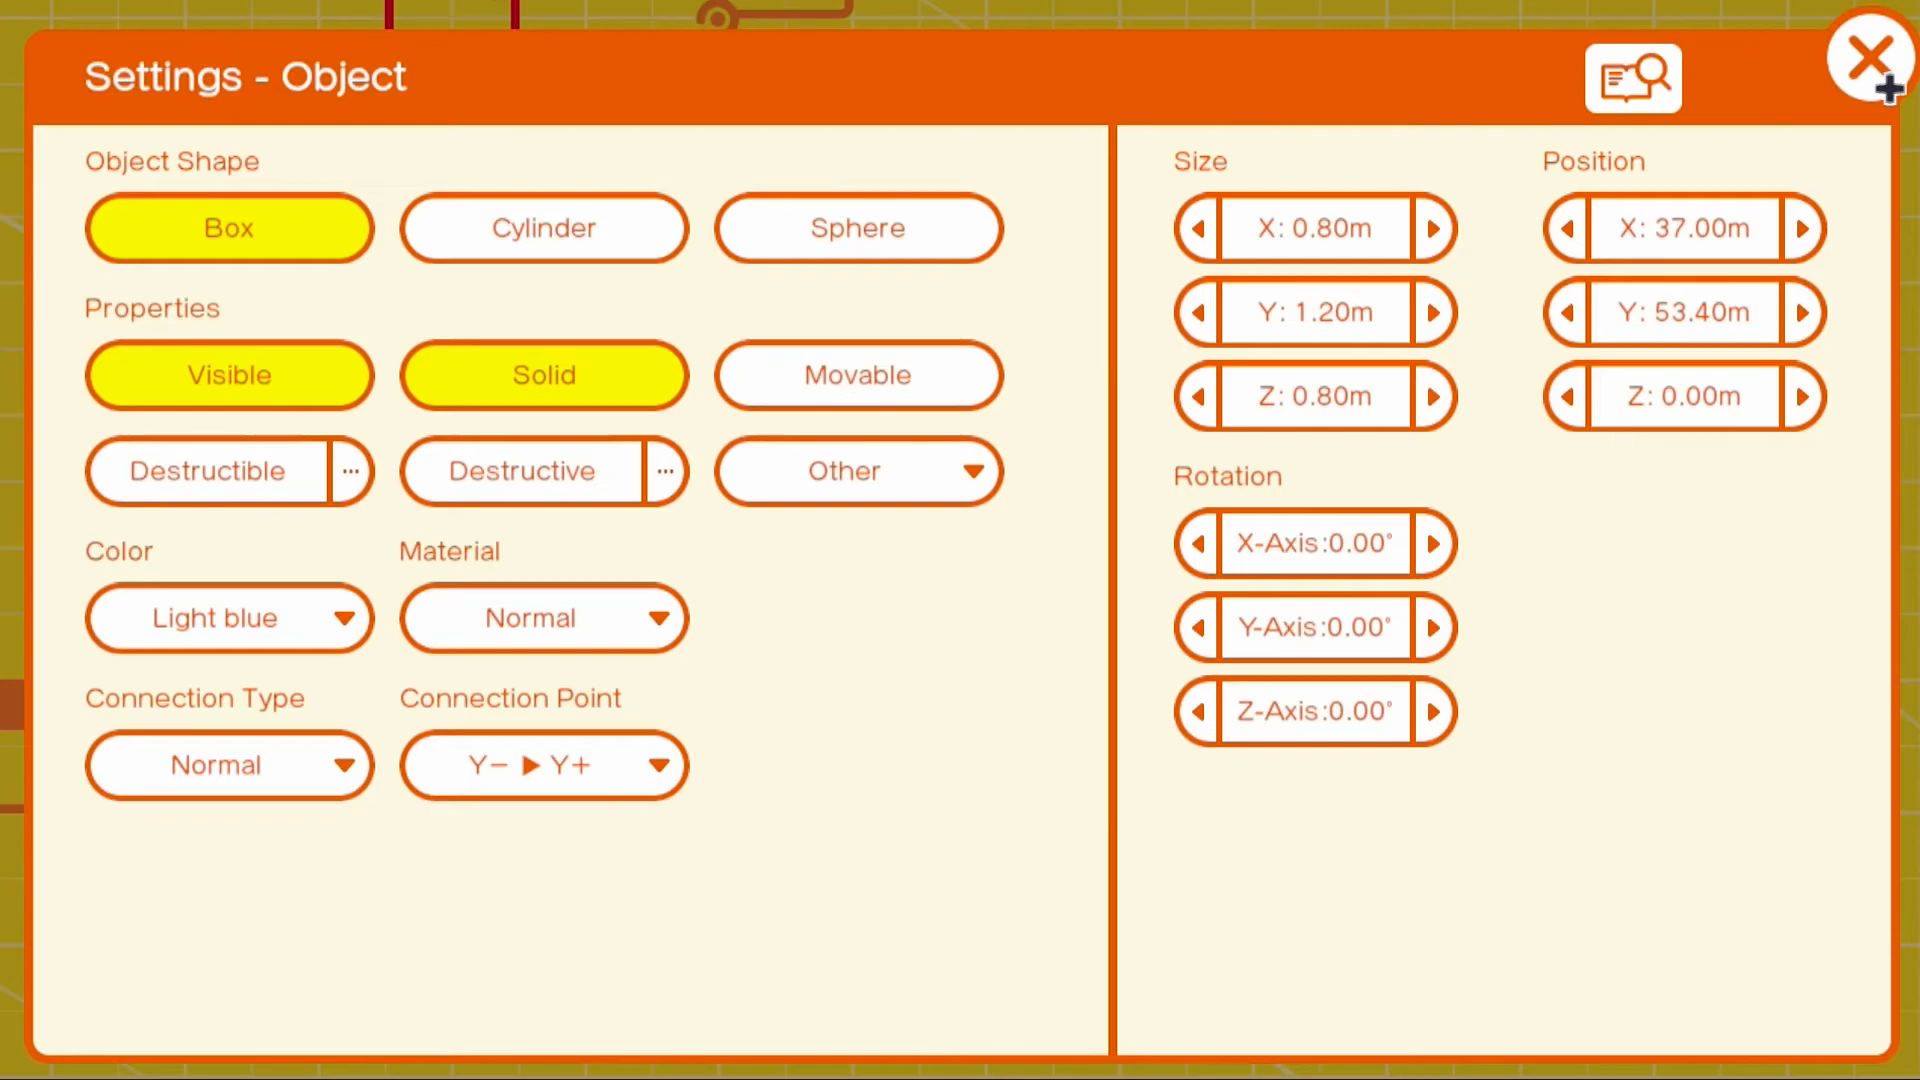 Settings - Object
Object Shape
Box
Cylinder
Sphere
Properties
Visible
Solid
Movable
Destructible
...
Destructive
...
Other
Color
Material
Light blue
Normal
Connection Type
Connection Point
Normal
Y− ▶ Y+
Size
Position
X: 0.80m
X: 37.00m
Y: 1.20m
Y: 53.40m
Z: 0.80m
Z: 0.00m
Rotation
X-Axis:0.00°
Y-Axis:0.00°
Z-Axis:0.00°